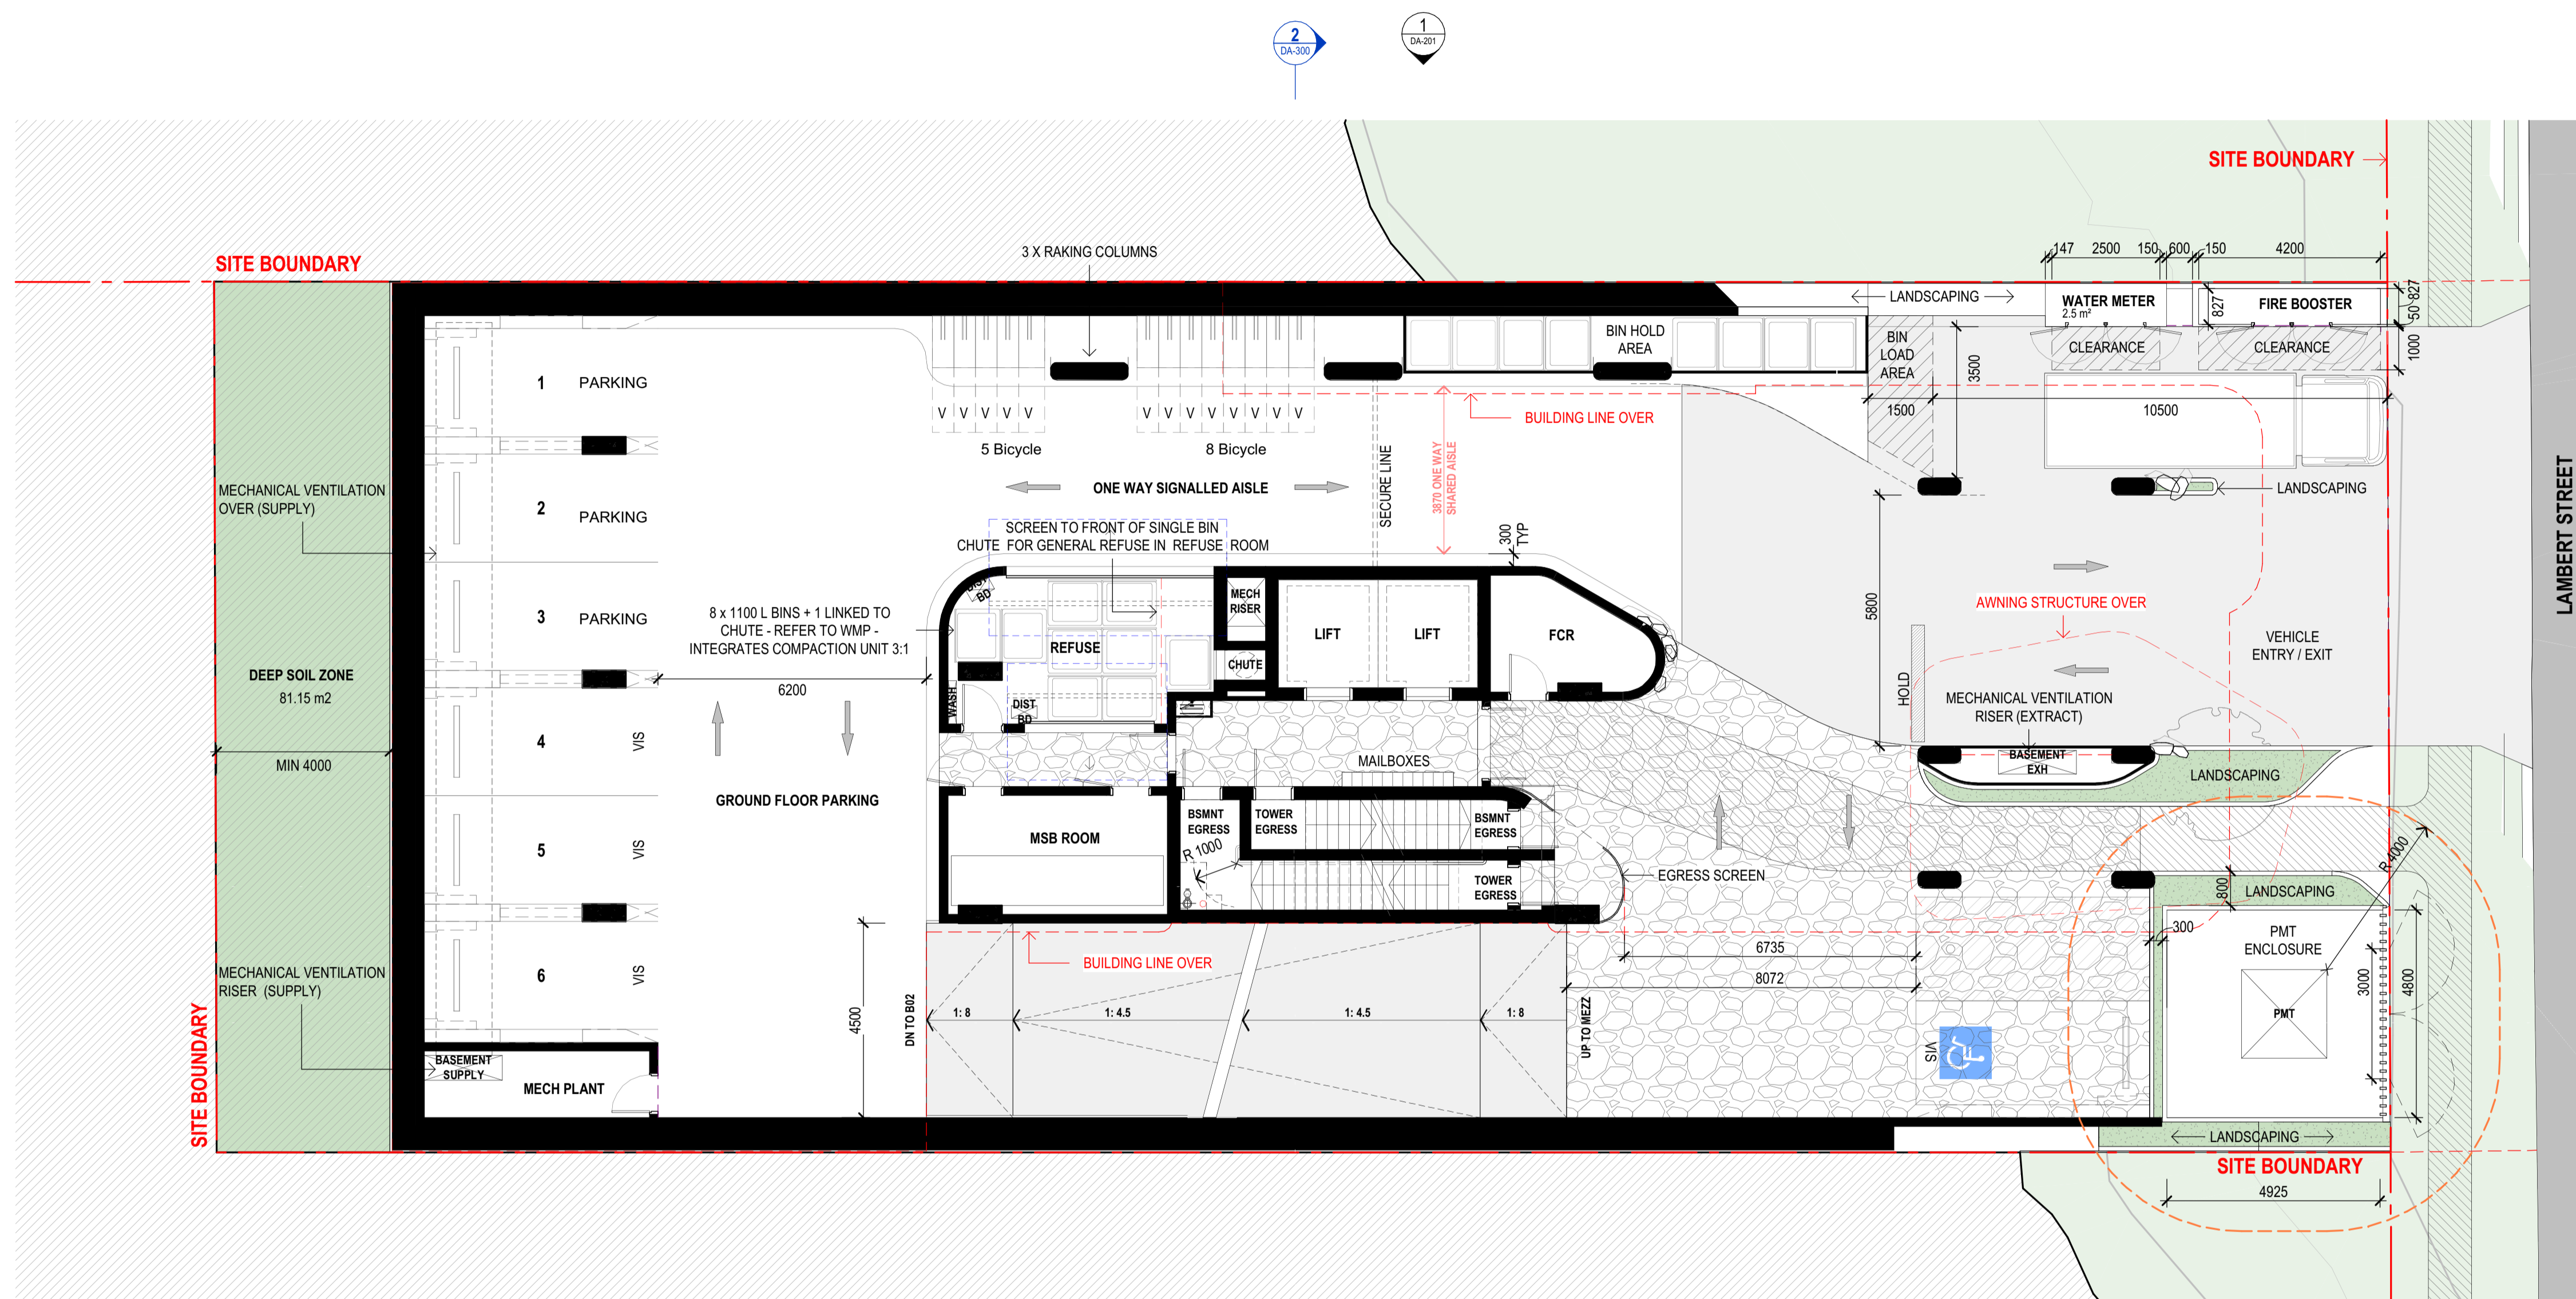 2
DA-300
1
DA-201
SITE BOUNDARY
SITE BOUNDARY
3 X RAKING COLUMNS
147
2500
150
600
150
4200
LANDSCAPING
WATER METER
2.5 m²
827
FIRE BOOSTER
827
50
1000
BIN HOLD
AREA
BIN
LOAD
AREA
CLEARANCE
CLEARANCE
3500
1 PARKING
V V V V V
V V V V V V V V
BUILDING LINE OVER
1500
10500
5 Bicycle
8 Bicycle
SECURE LINE
3870 ONE WAY
SHARED AISLE
MECHANICAL VENTILATION
OVER (SUPPLY)
2 PARKING
ONE WAY SIGNALLED AISLE
LANDSCAPING
LAMBERT STREET
SCREEN TO FRONT OF SINGLE BIN
CHUTE FOR GENERAL REFUSE IN REFUSE ROOM
300
TYP
DIST
BD
MECH
RISER
5800
AWNING STRUCTURE OVER
3 PARKING
8 x 1100 L BINS + 1 LINKED TO
CHUTE - REFER TO WMP -
INTEGRATES COMPACTION UNIT 3:1
REFUSE
LIFT
LIFT
FCR
VEHICLE
ENTRY / EXIT
CHUTE
DEEP SOIL ZONE
81.15 m2
6200
WASH
DIST
BD
HOLD
MECHANICAL VENTILATION
RISER (EXTRACT)
4 VIS
MIN 4000
MAILBOXES
BASEMENT
EXH
LANDSCAPING
GROUND FLOOR PARKING
BSMNT
EGRESS
TOWER
EGRESS
BSMNT
EGRESS
MSB ROOM
R 1000
R 4000
5 VIS
EGRESS SCREEN
TOWER
EGRESS
800
LANDSCAPING
300
PMT
ENCLOSURE
6735
BUILDING LINE OVER
6 VIS
MECHANICAL VENTILATION
RISER (SUPPLY)
8072
3000
4800
4500
DN TO B02
1: 8
1: 4.5
1: 4.5
1: 8
UP TO MEZZ
PMT
VIS
SITE BOUNDARY
BASEMENT
SUPPLY
MECH PLANT
LANDSCAPING
SITE BOUNDARY
4925